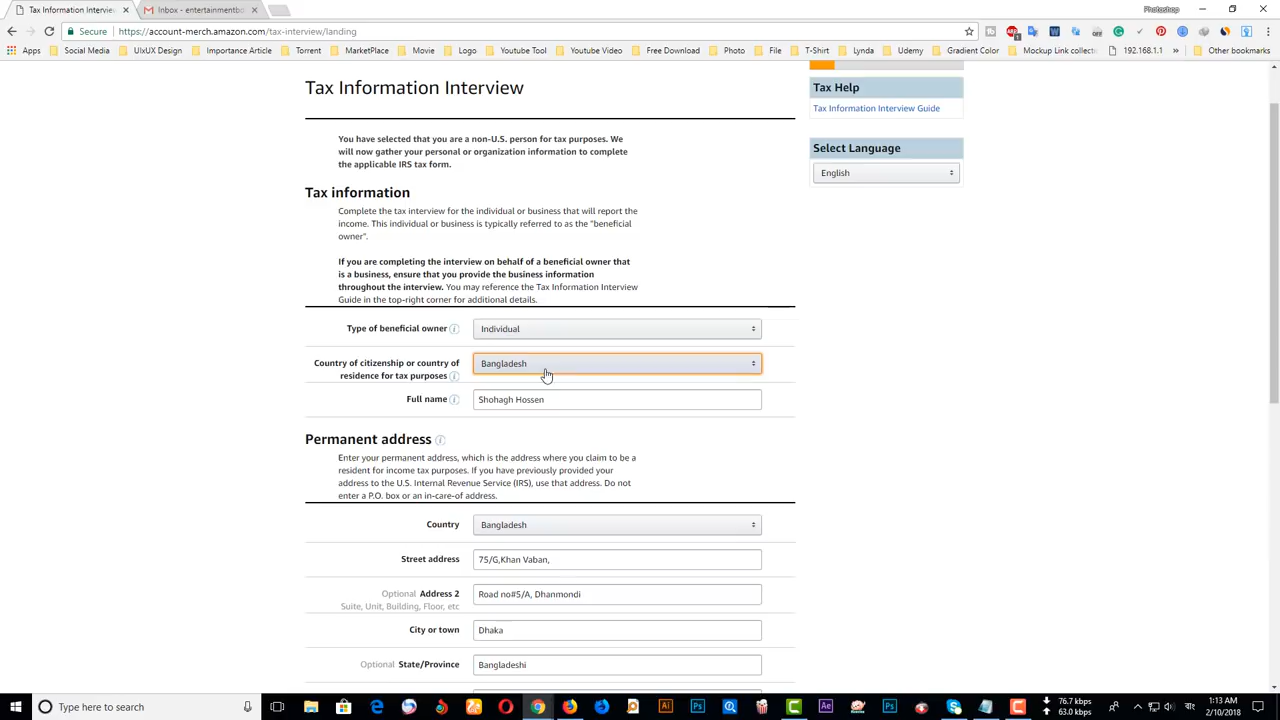 Tax Information Interview
Inbox - entertainmentbo
Photoshop
Secure
https://account-merch.amazon.com/tax-interview/landing
Apps
Social Media
UIxUX Design
Torrent
MarketPlace
Movie
Logo
Youtube Tool
Youtube Video
Free Download
Photo
File
T-Shirt
Lynda
Udemy
Gradient Color
Mockup Link collect
192.168.1.1
»
Other bookmarks
Tax Information Interview
You have selected that you are a non-U.S. person for tax purposes. We
will now gather your personal or organization information to complete
the applicable IRS tax form.
Tax information
Complete the tax interview for the individual or business that will report the
income. This individual or business is typically referred to as the "beneficial
owner".
If you are completing the interview on behalf of a beneficial owner that
is a business, ensure that you provide the business information
throughout the interview. You may reference the Tax Information Interview
Guide in the top-right corner for additional details.
Type of beneficial owner
Individual
Country of citizenship or country of
residence for tax purposes
Bangladesh
Full name
Shohagh Hossen
Permanent address
Enter your permanent address, which is the address where you claim to be a
resident for income tax purposes. If you have previously provided your
address to the U.S. Internal Revenue Service (IRS), use that address. Do not
enter a P.O. box or an in-care-of address.
Country
Bangladesh
Street address
75/G,Khan Vaban,
Optional Address 2
Suite, Unit, Building, Floor, etc
Road no#5/A, Dhanmondi
City or town
Dhaka
Optional State/Province
Bangladeshi
Tax Help
Tax Information Interview Guide
Select Language
English
Type here to search
76.7 kbps
63.0 kbps
1:13 AM
2/10/2018